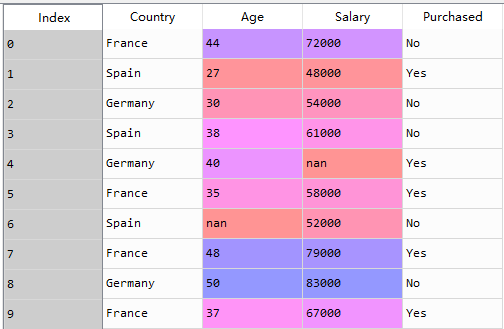 Index Country Age Salary Purchased
0 France 44 72000 No
1 Spain 27 48000 Yes
2 Germany 30 54000 No
3 Spain 38 61000 No
4 Germany 40 nan Yes
5 France 35 58000 Yes
6 Spain nan 52000 No
7 France 48 79000 Yes
8 Germany 50 83000 No
9 France 37 67000 Yes